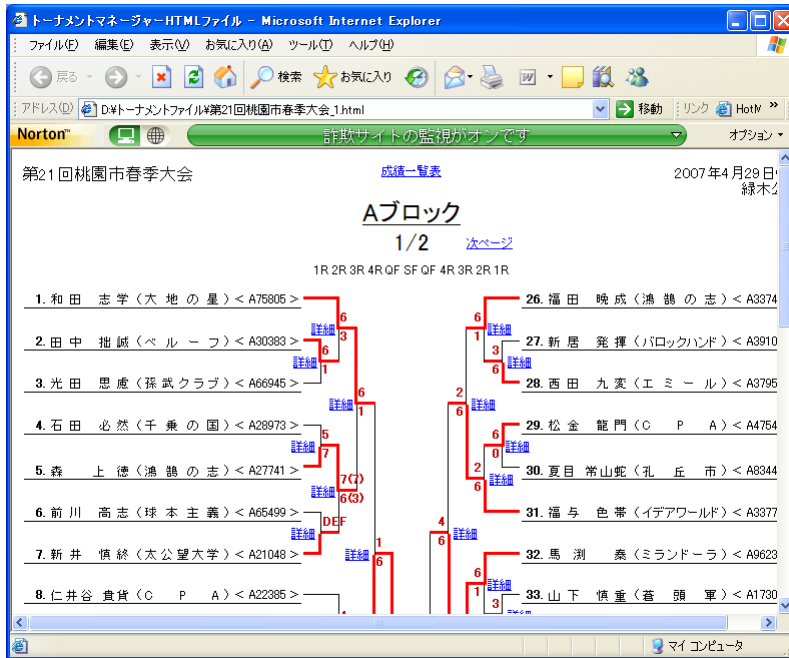 トーナメントマネージャーHTMLファイル - Microsoft Internet Explorer
ファイル(F) 編集(E) 表示(V) お気に入り(A) ツール(T) ヘルプ(H)
戻る 検索 お気に入り
アドレス(D) D:¥トーナメントファイル¥第21回桃園市春季大会_1.html 移動 リンク HotM »
Norton™ 詐欺サイトの監視がオンです オプション
第21回桃園市春季大会 成績一覧表 2007年4月29日
緑木公
Aブロック
1/2 次ページ
1R 2R 3R 4R QF SF QF 4R 3R 2R 1R
1. 和田 志学(大地の星)< A75805 > 26. 福田 晩成(鴻鵠の志)< A3374
6 6
詳細 3 詳細 1
2. 田中 拙誠(ベルーフ)< A30383 > 27. 新居 発揮(バロックハンド)< A3910
6 3
詳細 1 詳細 6
3. 光田 思慮(孫武クラブ)< A66945 > 28. 西田 九変(エミール)< A3795
6 2
詳細 1 6 詳細
4. 石田 必然(千乗の国)< A28973 > 29. 松金 龍門(CPA)< A4754
5 6
詳細 7 0 詳細
5. 森 上徳(鴻鵠の志)< A27741 > 30. 夏目 常山蛇(孔丘市)< A8344
7(7) 2
詳細 6(3) 6 詳細
6. 前川 高志(球本主義)< A65499 > 31. 福与 色帯(イデアワールド)< A3377
DEF 4
詳細 6 詳細
7. 新井 慎終(太公望大学)< A21048 > 32. 馬渕 奏(ミランドーラ)< A9623
詳細 1 6
6 1 詳細
8. 仁井谷 貴貨(CPA)< A22385 > 33. 山下 慎重(蒼頭軍)< A1730
3
マイ コンピュータ